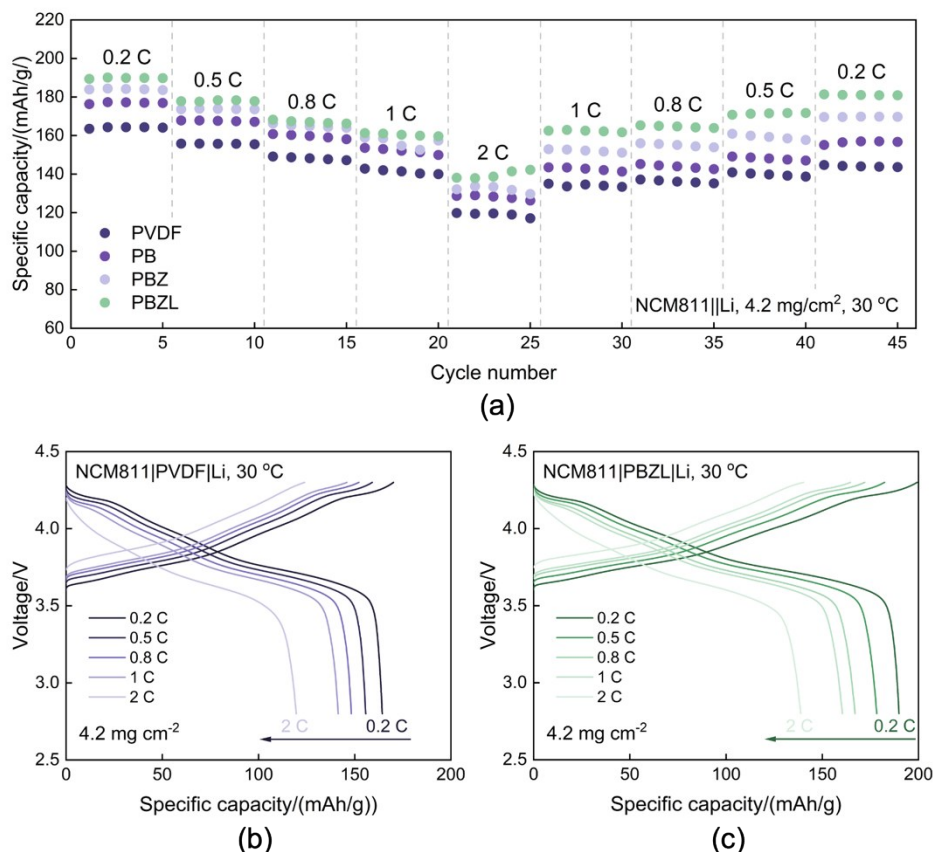 Specific capacity/(mAh/g/)
220
200
180
160
140
120
100
80
60
0.2 C
0.5 C
0.8 C
1 C
2 C
1 C
0.8 C
0.5 C
0.2 C
PVDF
PB
PBZ
PBZL
NCM811||Li, 4.2 mg/cm², 30 °C
0 5 10 15 20 25 30 35 40 45
Cycle number
(a)
Voltage/V
4.5
4.0
3.5
3.0
2.5
NCM811|PVDF|Li, 30 °C
0.2 C
0.5 C
0.8 C
1 C
2 C
2 C 0.2 C
4.2 mg cm⁻²
0 50 100 150 200
Specific capacity/(mAh/g))
(b)
Voltage/V
4.5
4.0
3.5
3.0
2.5
NCM811|PBZL|Li, 30 °C
0.2 C
0.5 C
0.8 C
1 C
2 C
2 C 0.2 C
4.2 mg cm⁻²
0 50 100 150 200
Specific capacity/(mAh/g)
(c)